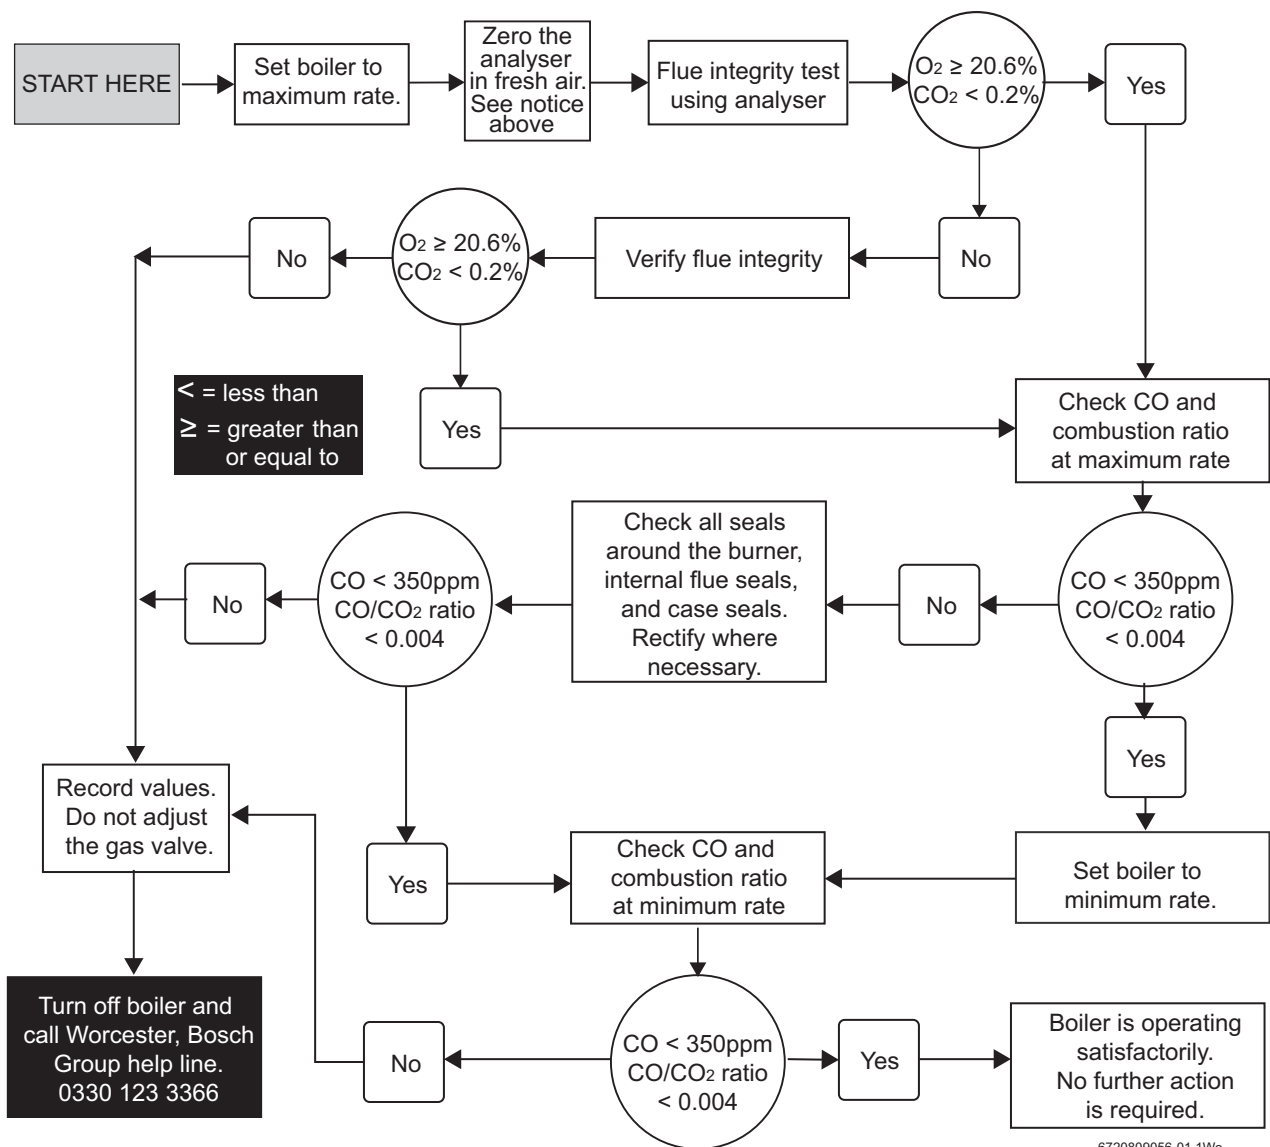 START HERE
Set boiler to
maximum rate.
Zero the
analyser
in fresh air.
See notice
above
Flue integrity test
using analyser
O2 ≥ 20.6%
CO2 < 0.2%
Yes
No
O2 ≥ 20.6%
CO2 < 0.2%
Verify flue integrity
No
< = less than
≥ = greater than
or equal to
Yes
Check CO and
combustion ratio
at maximum rate
No
CO < 350ppm
CO/CO2 ratio
< 0.004
Check all seals
around the burner,
internal flue seals,
and case seals.
Rectify where
necessary.
No
CO < 350ppm
CO/CO2 ratio
< 0.004
Yes
Record values.
Do not adjust
the gas valve.
Yes
Check CO and
combustion ratio
at minimum rate
Set boiler to
minimum rate.
Turn off boiler and
call Worcester, Bosch
Group help line.
0330 123 3366
No
CO < 350ppm
CO/CO2 ratio
< 0.004
Yes
Boiler is operating
satisfactorily.
No further action
is required.
6720809956-01.1Wo